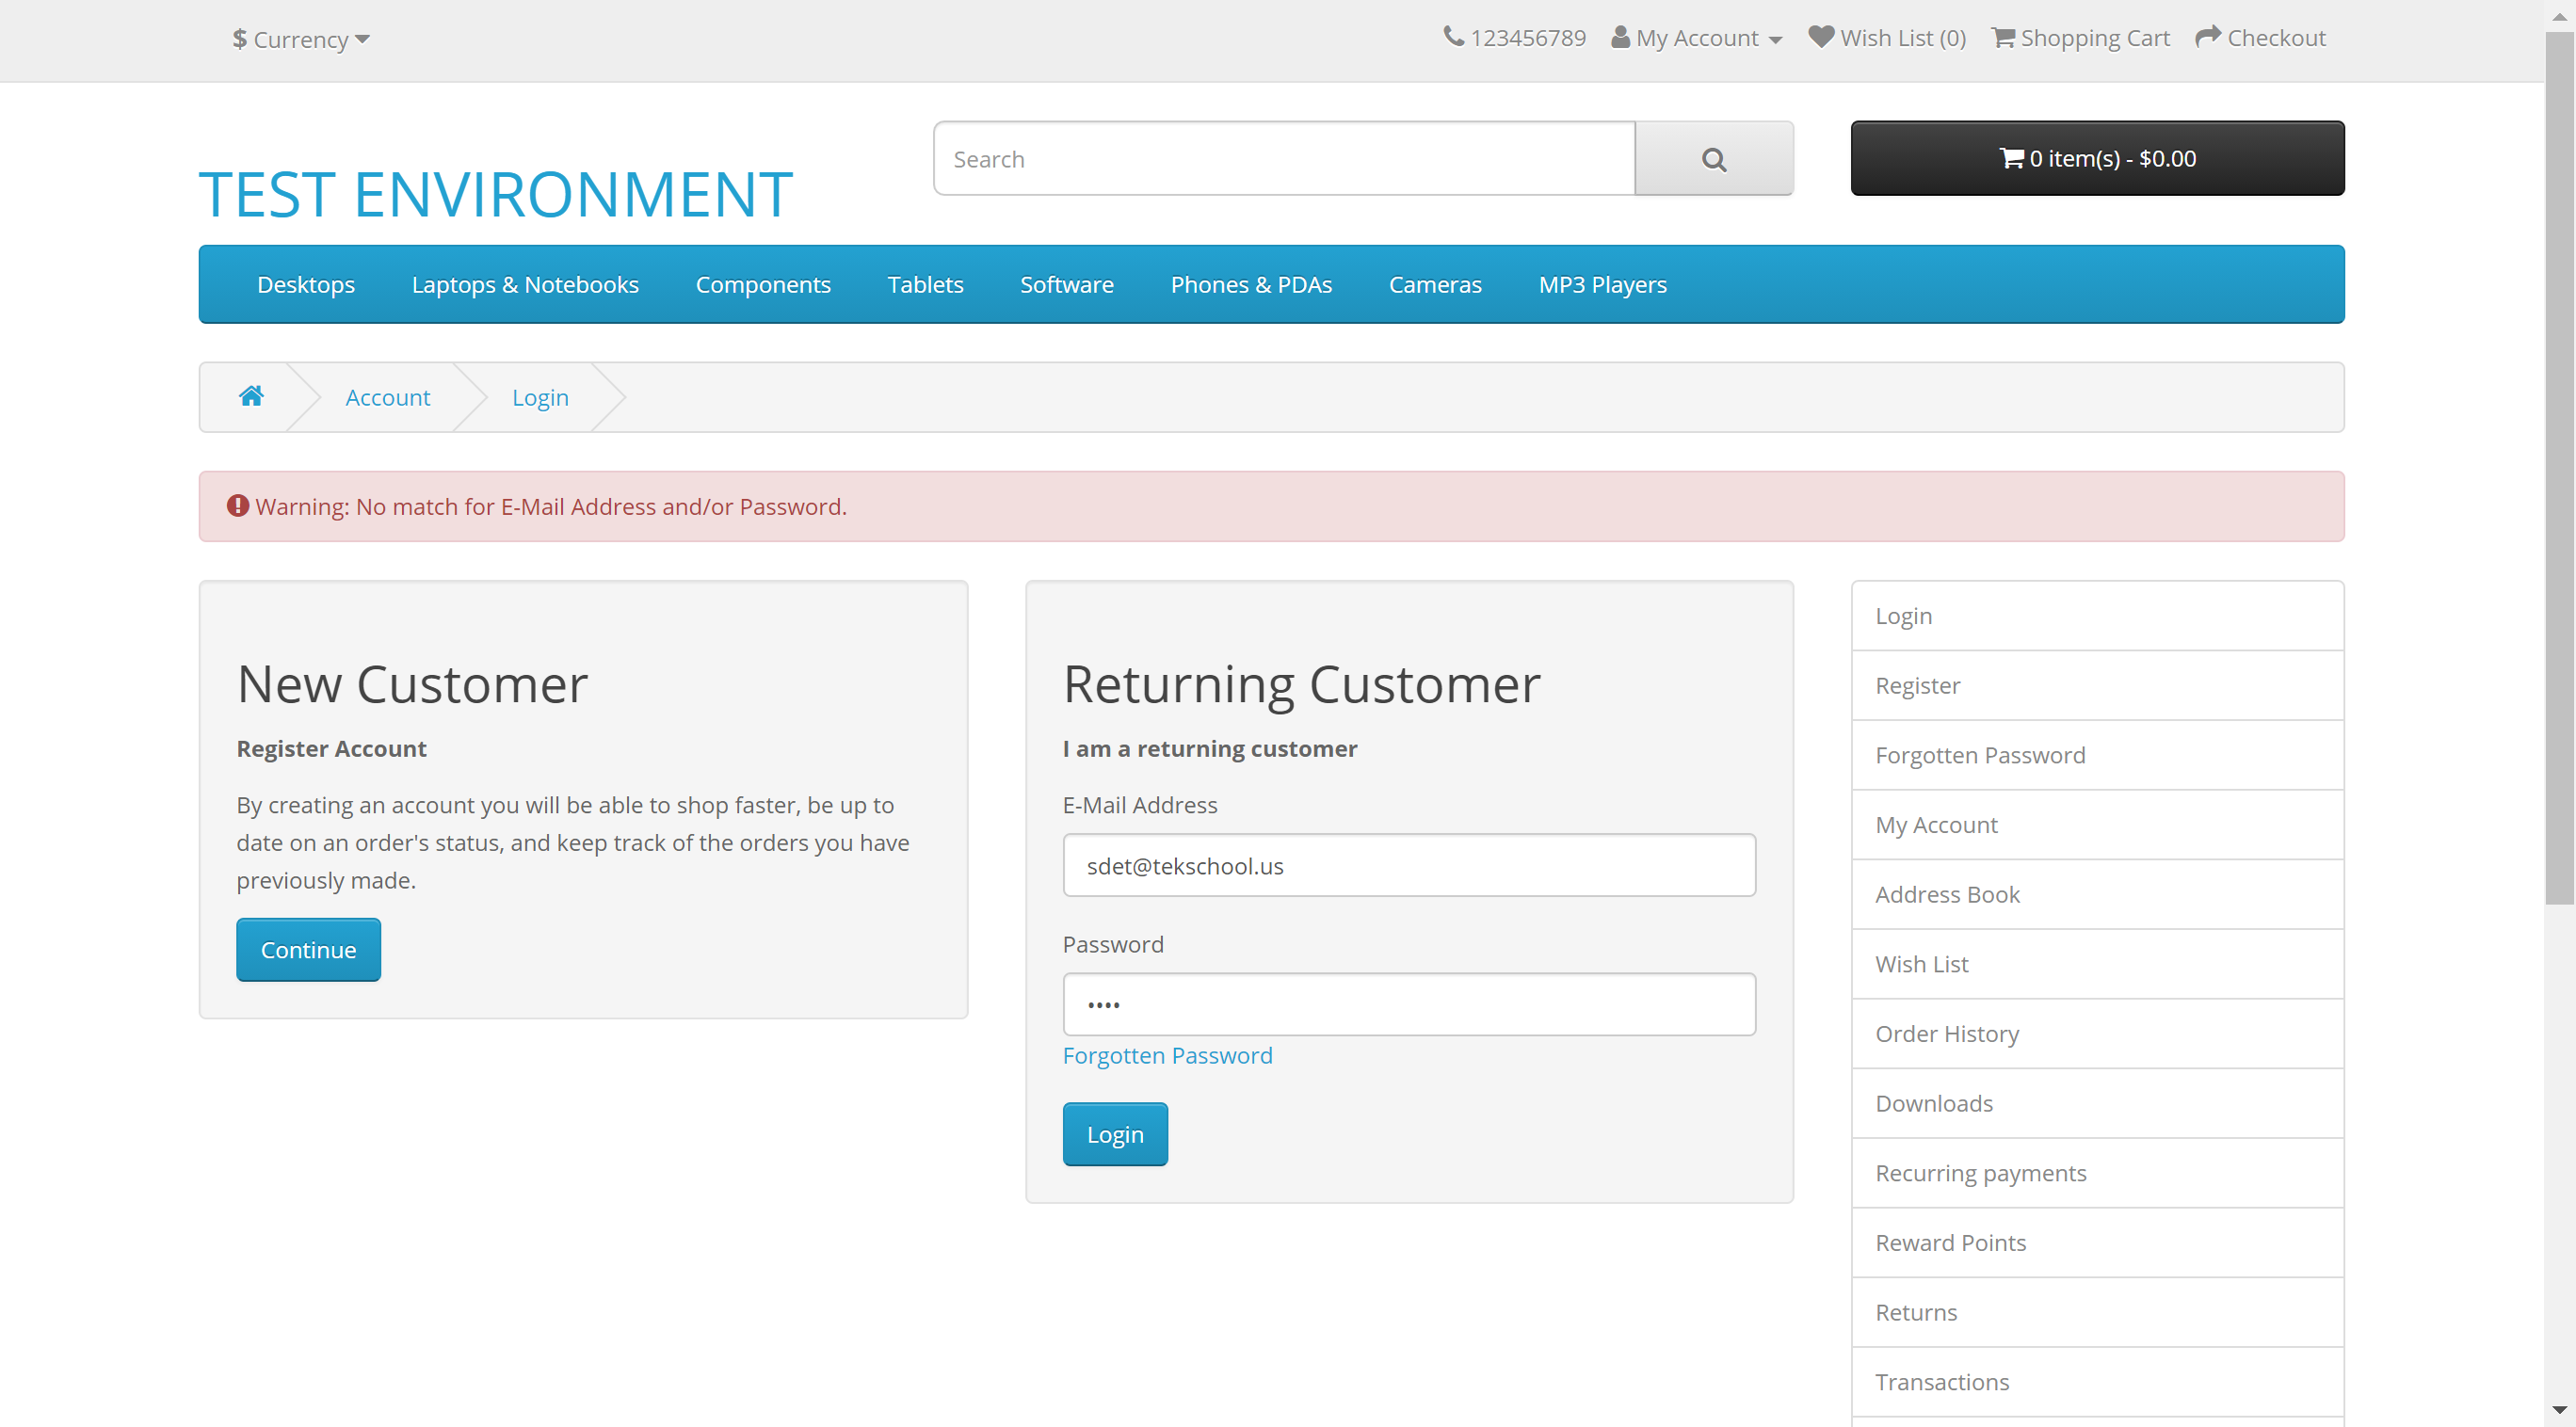 $ Currency
123456789 My Account Wish List (0) Shopping Cart Checkout
TEST ENVIRONMENT
Search
0 item(s) - $0.00
Desktops Laptops & Notebooks Components Tablets Software Phones & PDAs Cameras MP3 Players
Account Login
Warning: No match for E-Mail Address and/or Password.
New Customer
Register Account
By creating an account you will be able to shop faster, be up to
date on an order's status, and keep track of the orders you have
previously made.
Continue
Returning Customer
I am a returning customer
E-Mail Address
sdet@tekschool.us
Password
••••
Forgotten Password
Login
Login
Register
Forgotten Password
My Account
Address Book
Wish List
Order History
Downloads
Recurring payments
Reward Points
Returns
Transactions